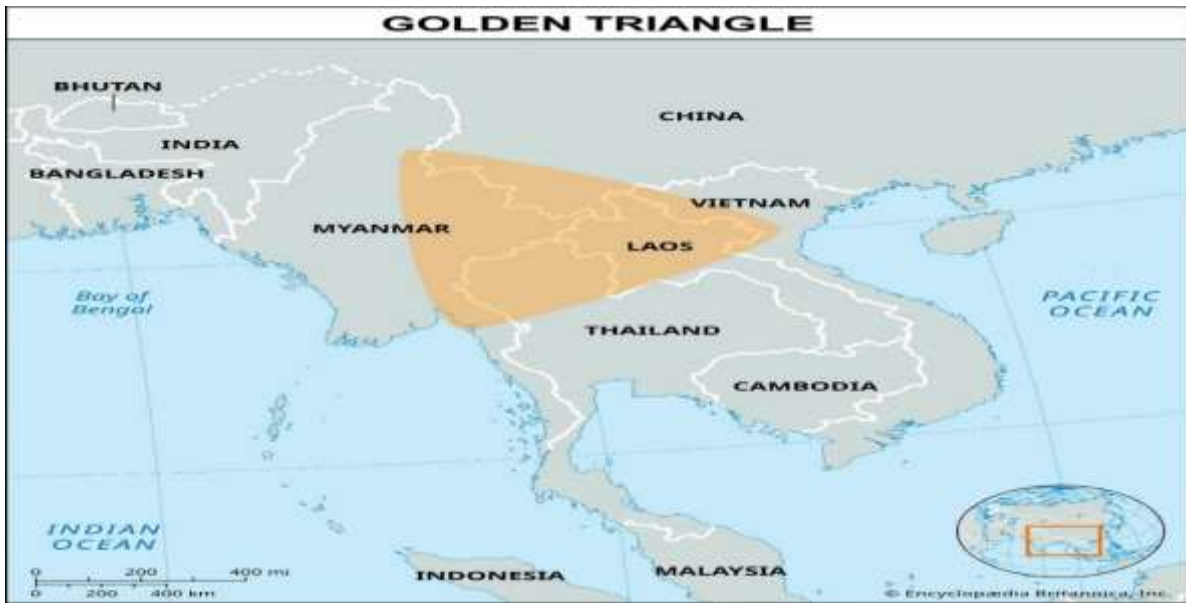 GOLDEN TRIANGLE
BHUTAN
CHINA
INDIA
BANGLADESH
VIETNAM
MYANMAR
LAOS
Bay of
Bengal
PACIFIC
OCEAN
THAILAND
CAMBODIA
INDIAN
OCEAN
0 200 400 mi
0 200 400 km
INDONESIA
MALAYSIA
© Encyclopædia Britannica, Inc.